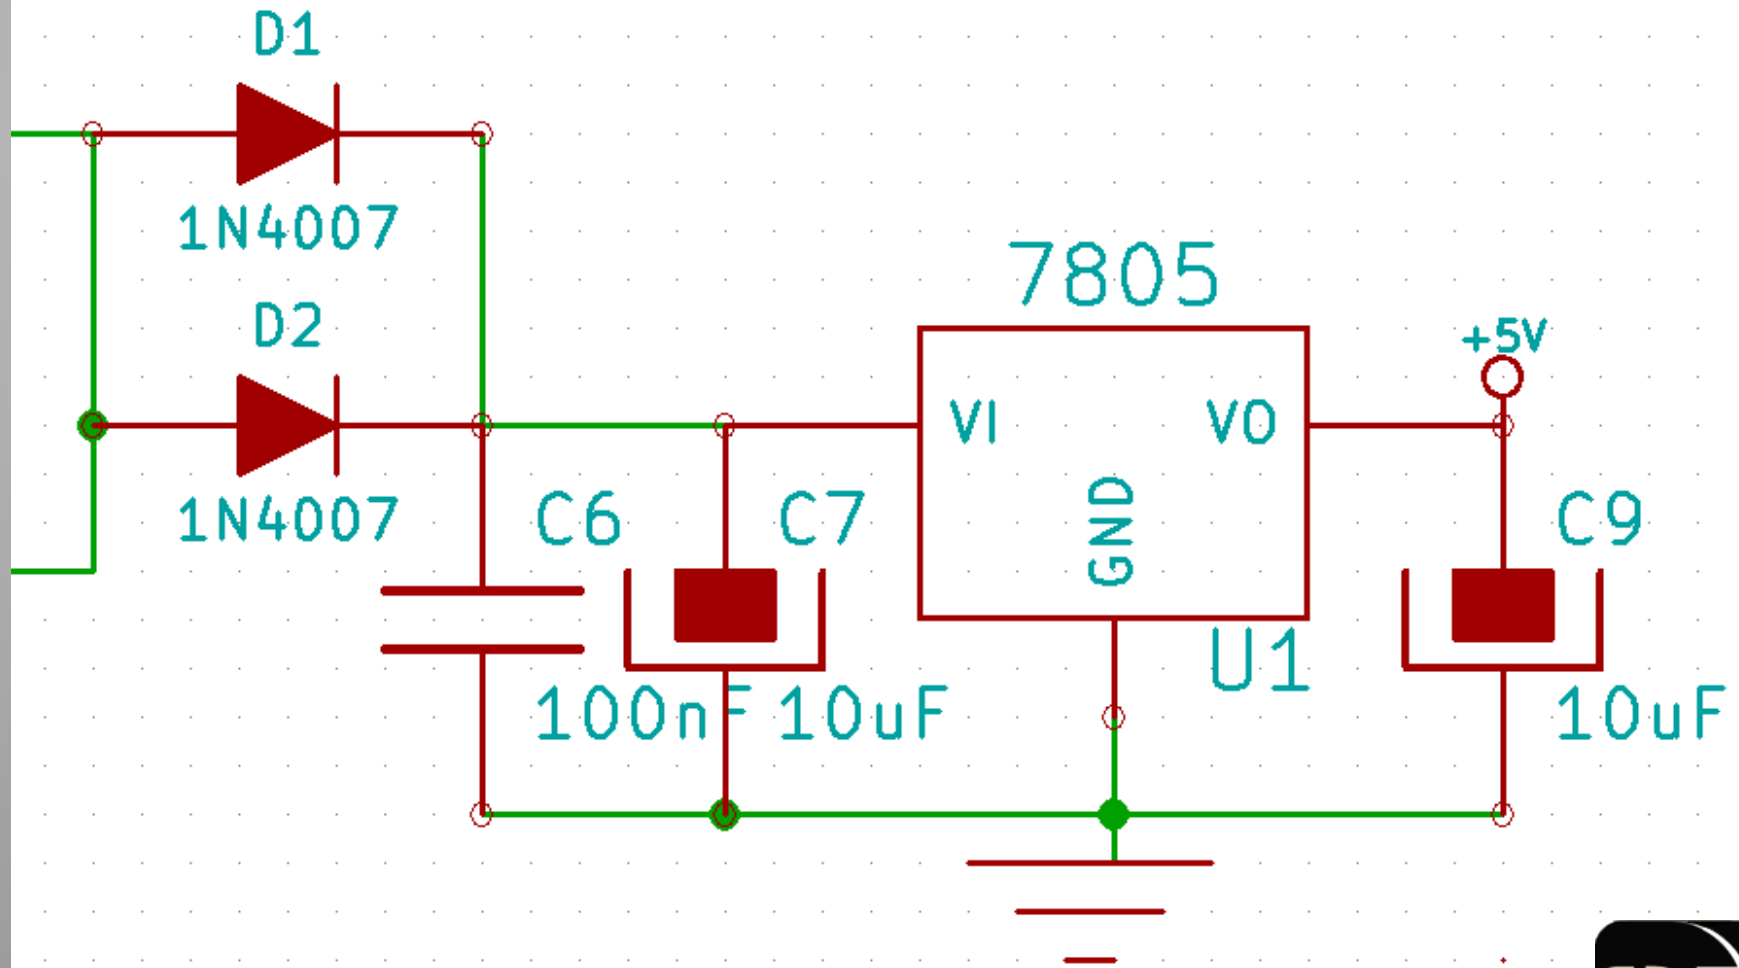 D1
1N4007
D2
1N4007
7805
VI
VO
GND
U1
+5V
C6
100nF
C7
10uF
C9
10uF